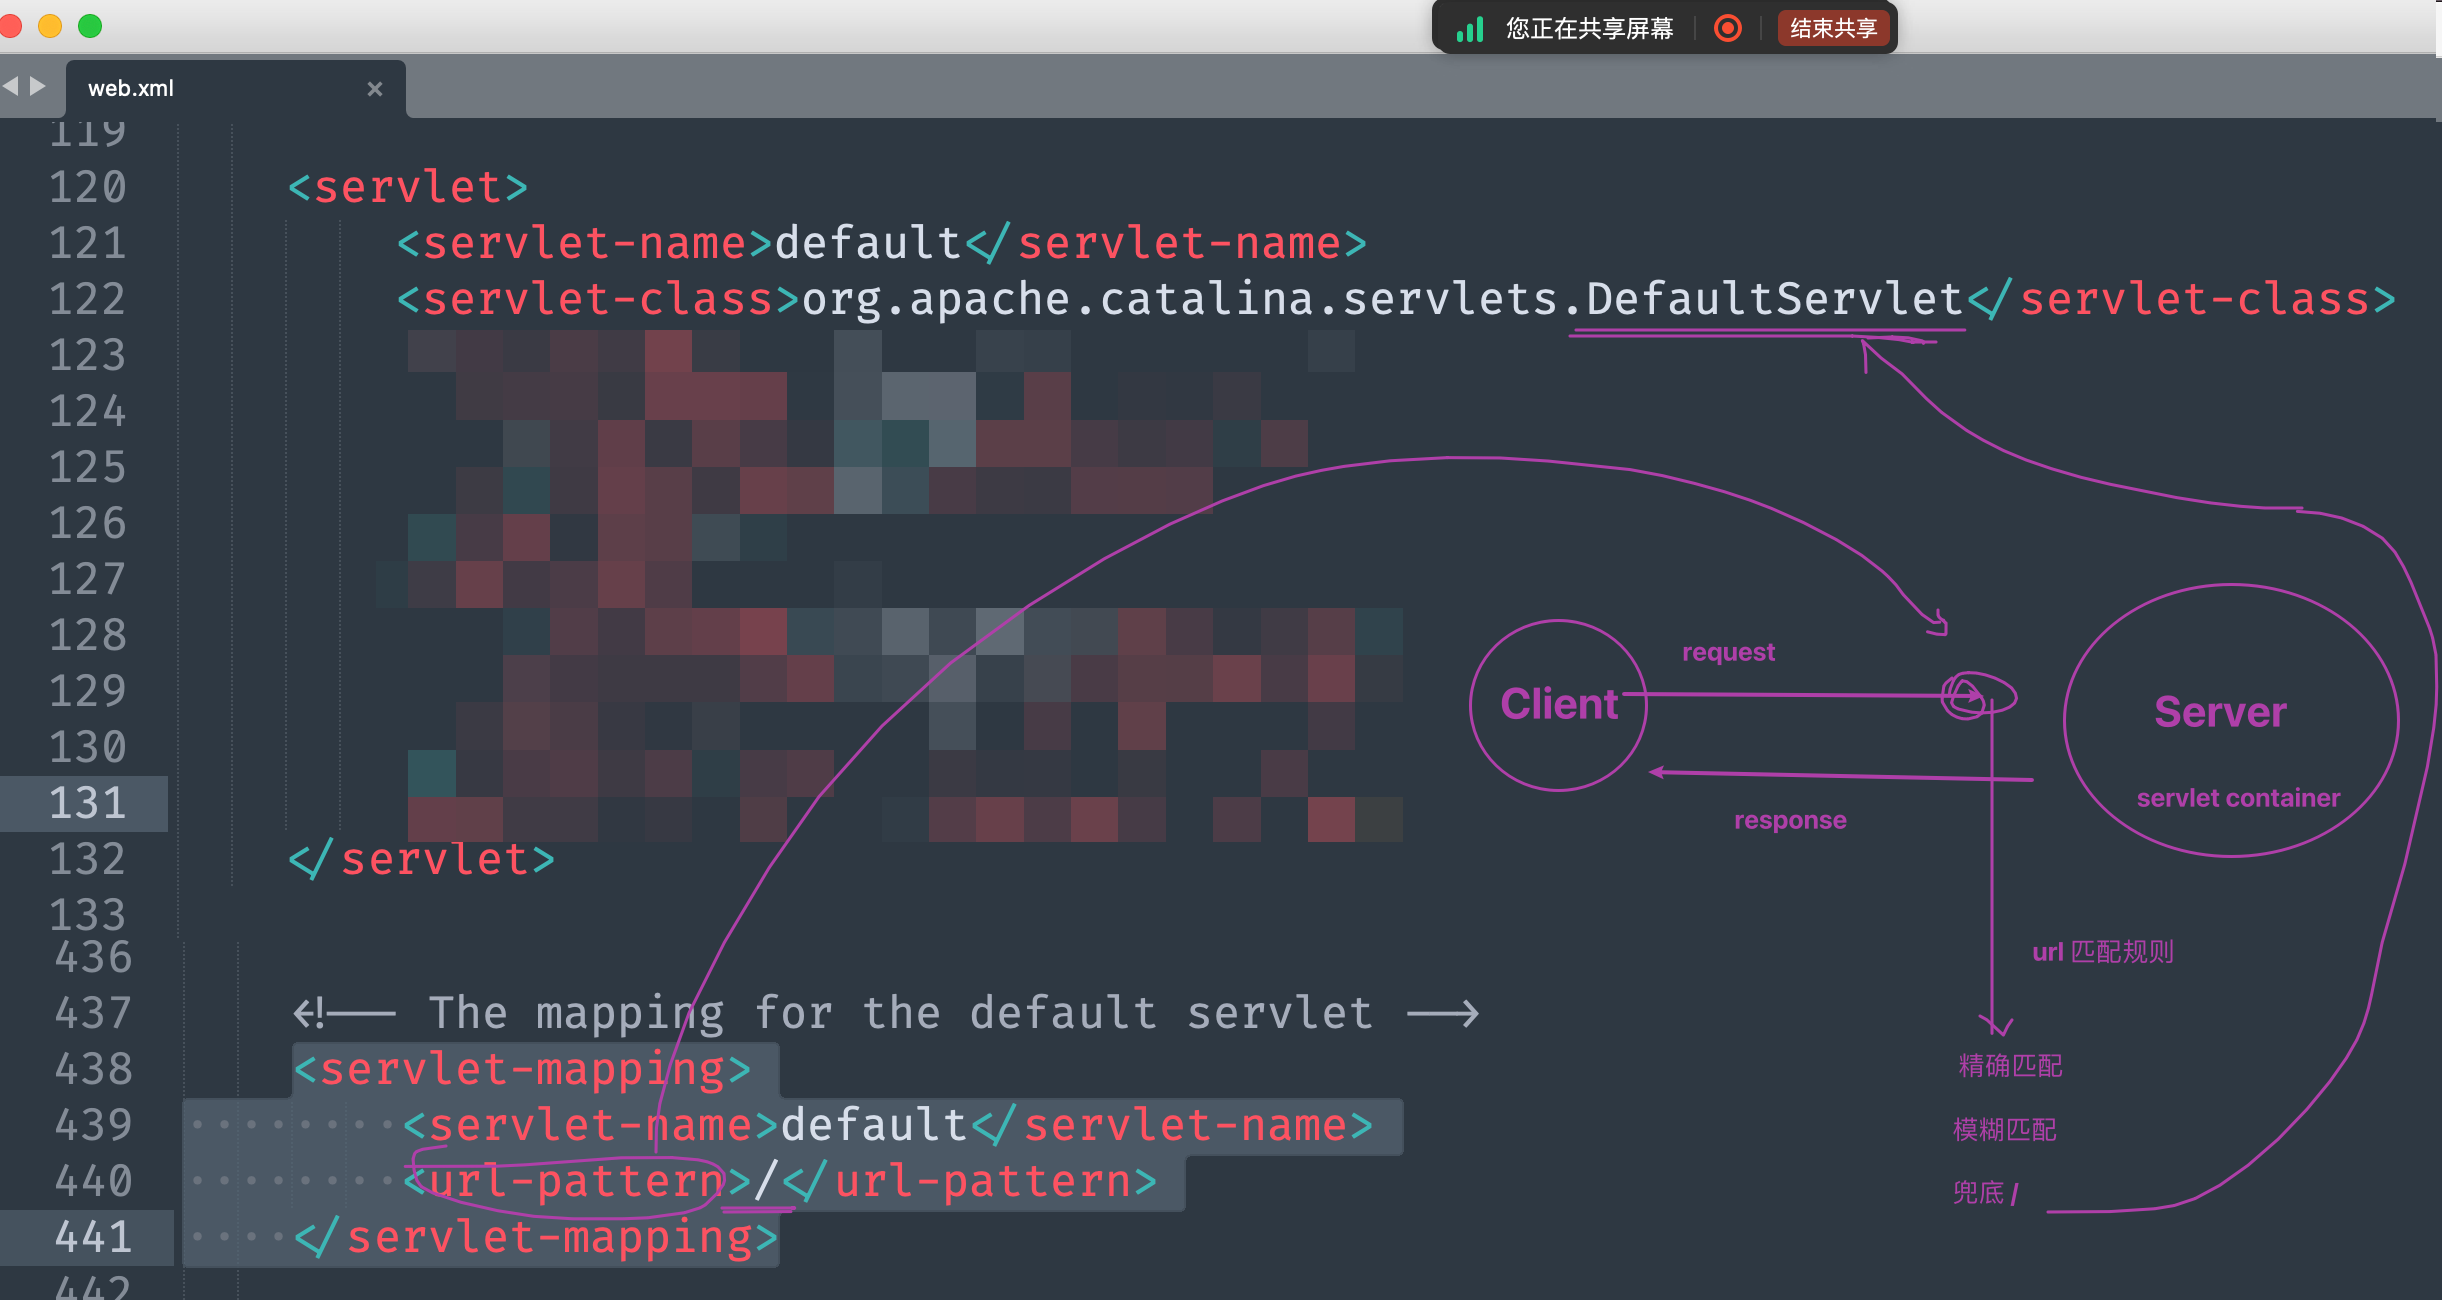 您正在共享屏幕 结束共享
web.xml ×
119
120 <servlet>
121 <servlet-name>default</servlet-name>
122 <servlet-class>org.apache.catalina.servlets.DefaultServlet</servlet-class>
123
124
125
126
127
128
129
130
131
132 </servlet>
133
436
437 <!-- The mapping for the default servlet -->
438 <servlet-mapping>
439 <servlet-name>default</servlet-name>
440 <url-pattern>/</url-pattern>
441 </servlet-mapping>
442
request
Client
Server
servlet container
response
url 匹配规则
精确匹配
模糊匹配
兜底 /